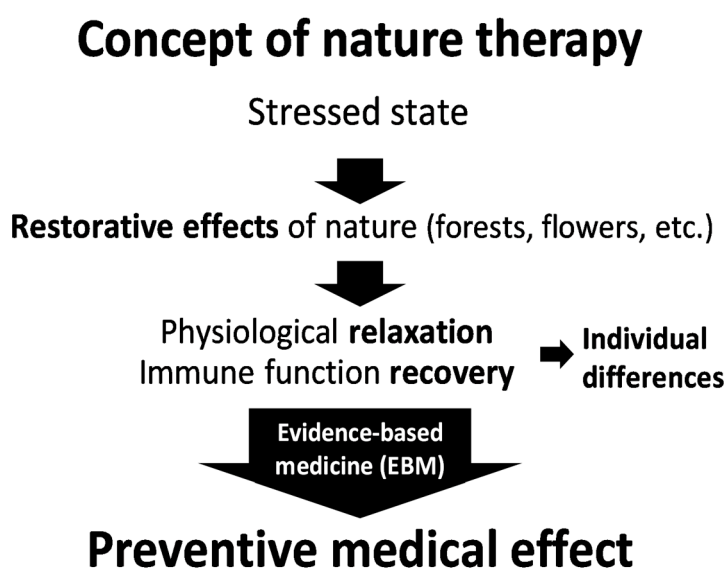 Concept of nature therapy
Stressed state
Restorative effects of nature (forests, flowers, etc.)
Physiological relaxation
Immune function recovery
Individual
differences
Evidence-based
medicine (EBM)
Preventive medical effect